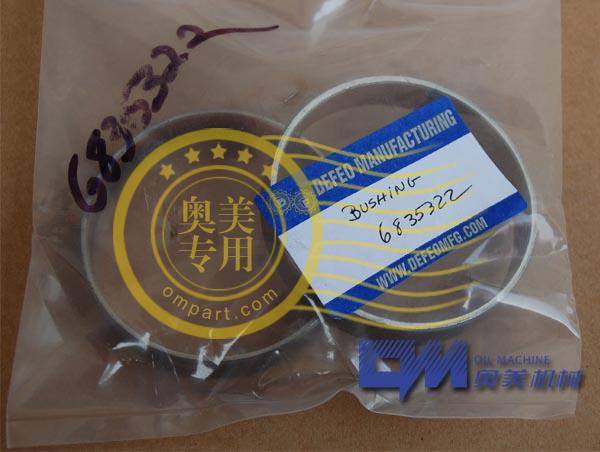 6835322
DEFEO MANUFACTURING
BUSHING
6835322
WWW.DEFEOMFG.COM
奥美
专用
ompart.com
OM
OIL MACHINE
奥美机械